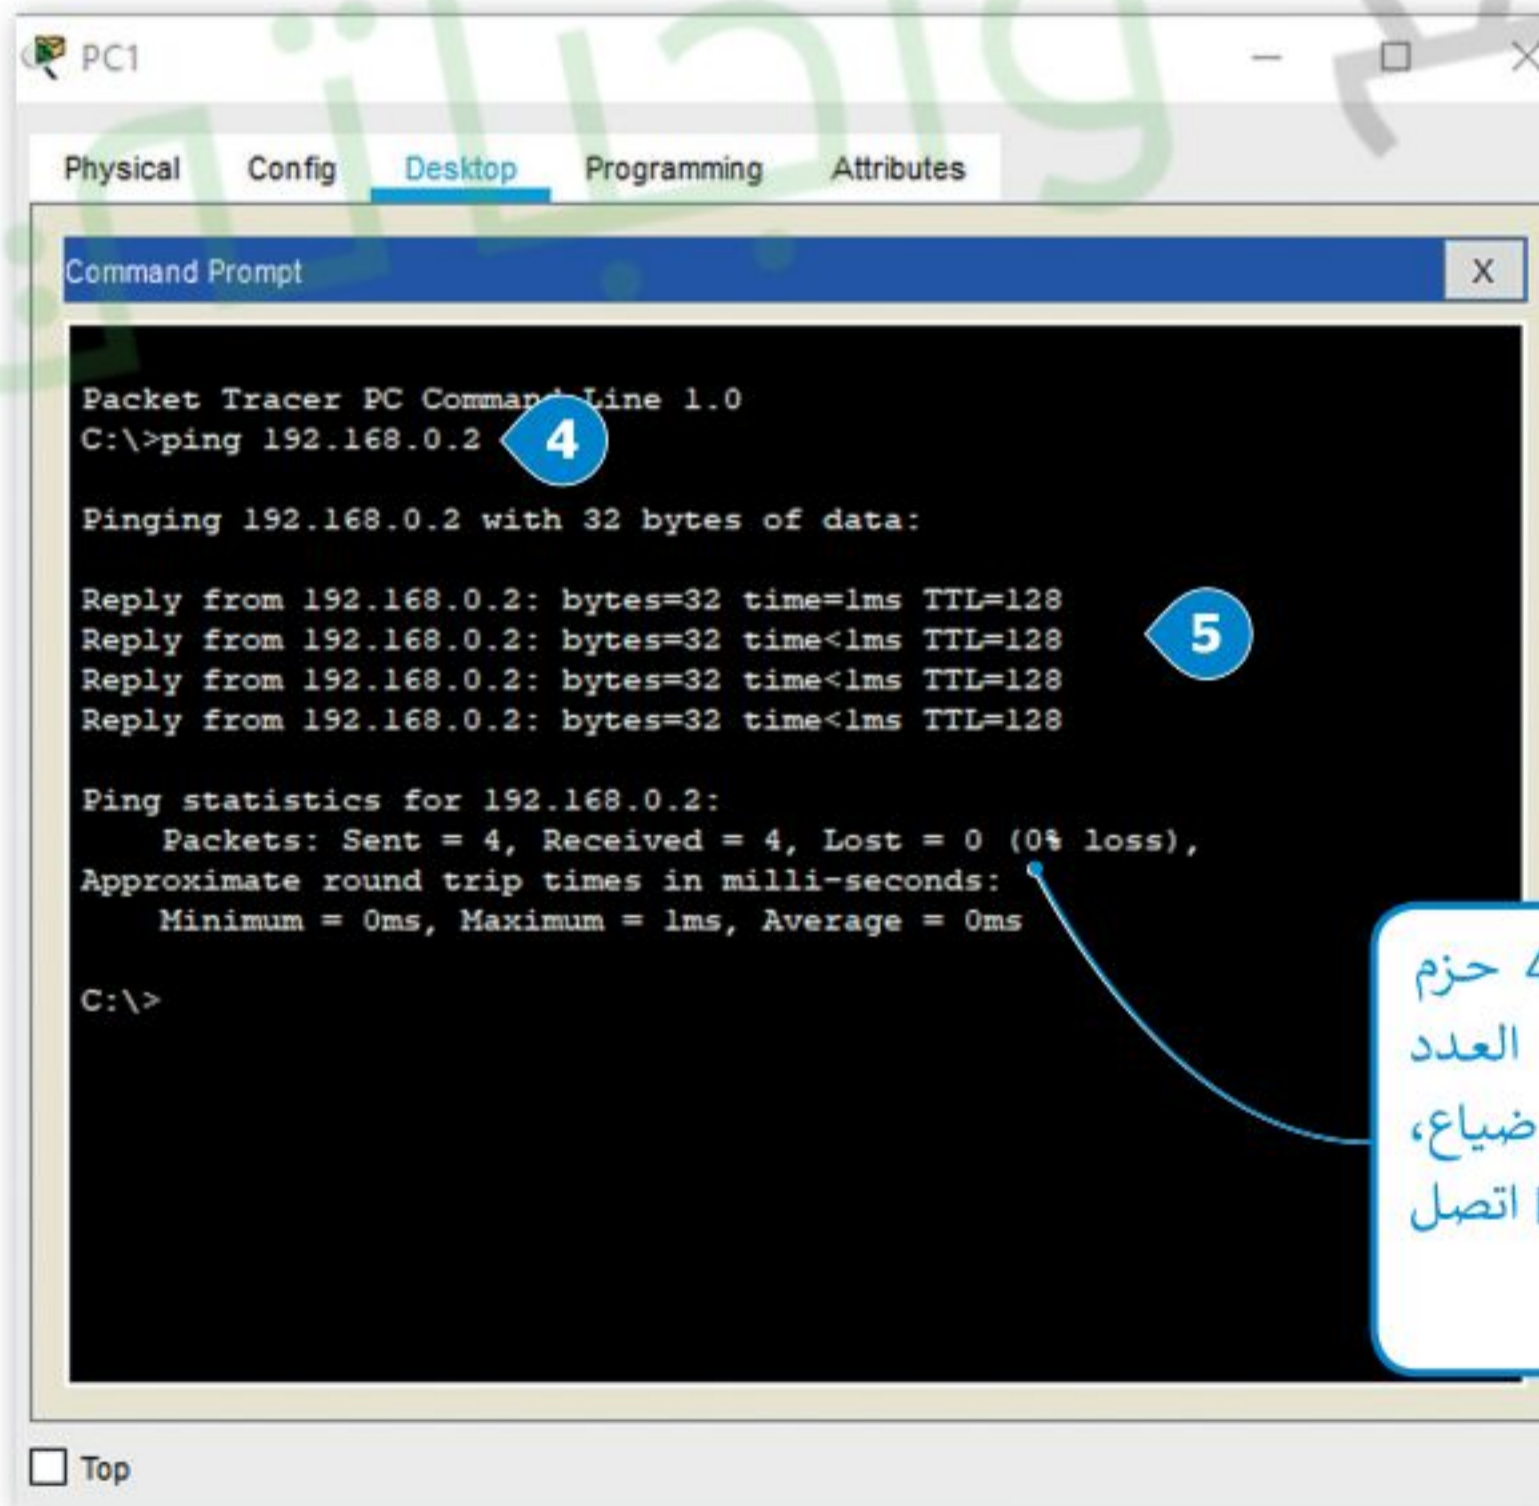 PC1
Physical Config Desktop Programming Attributes
Command Prompt X
Packet Tracer PC Command Line 1.0
C:\>ping 192.168.0.2
4
Pinging 192.168.0.2 with 32 bytes of data:
Reply from 192.168.0.2: bytes=32 time=1ms TTL=128
Reply from 192.168.0.2: bytes=32 time<1ms TTL=128
5
Reply from 192.168.0.2: bytes=32 time<1ms TTL=128
Reply from 192.168.0.2: bytes=32 time<1ms TTL=128
Ping statistics for 192.168.0.2:
Packets: Sent = 4, Received = 4, Lost = 0 (0% loss),
Approximate round trip times in milli-seconds:
Minimum = 0ms, Maximum = 1ms, Average = 0ms
C:\>
4 حزم
العدد
ضياع،
اتصل
Top